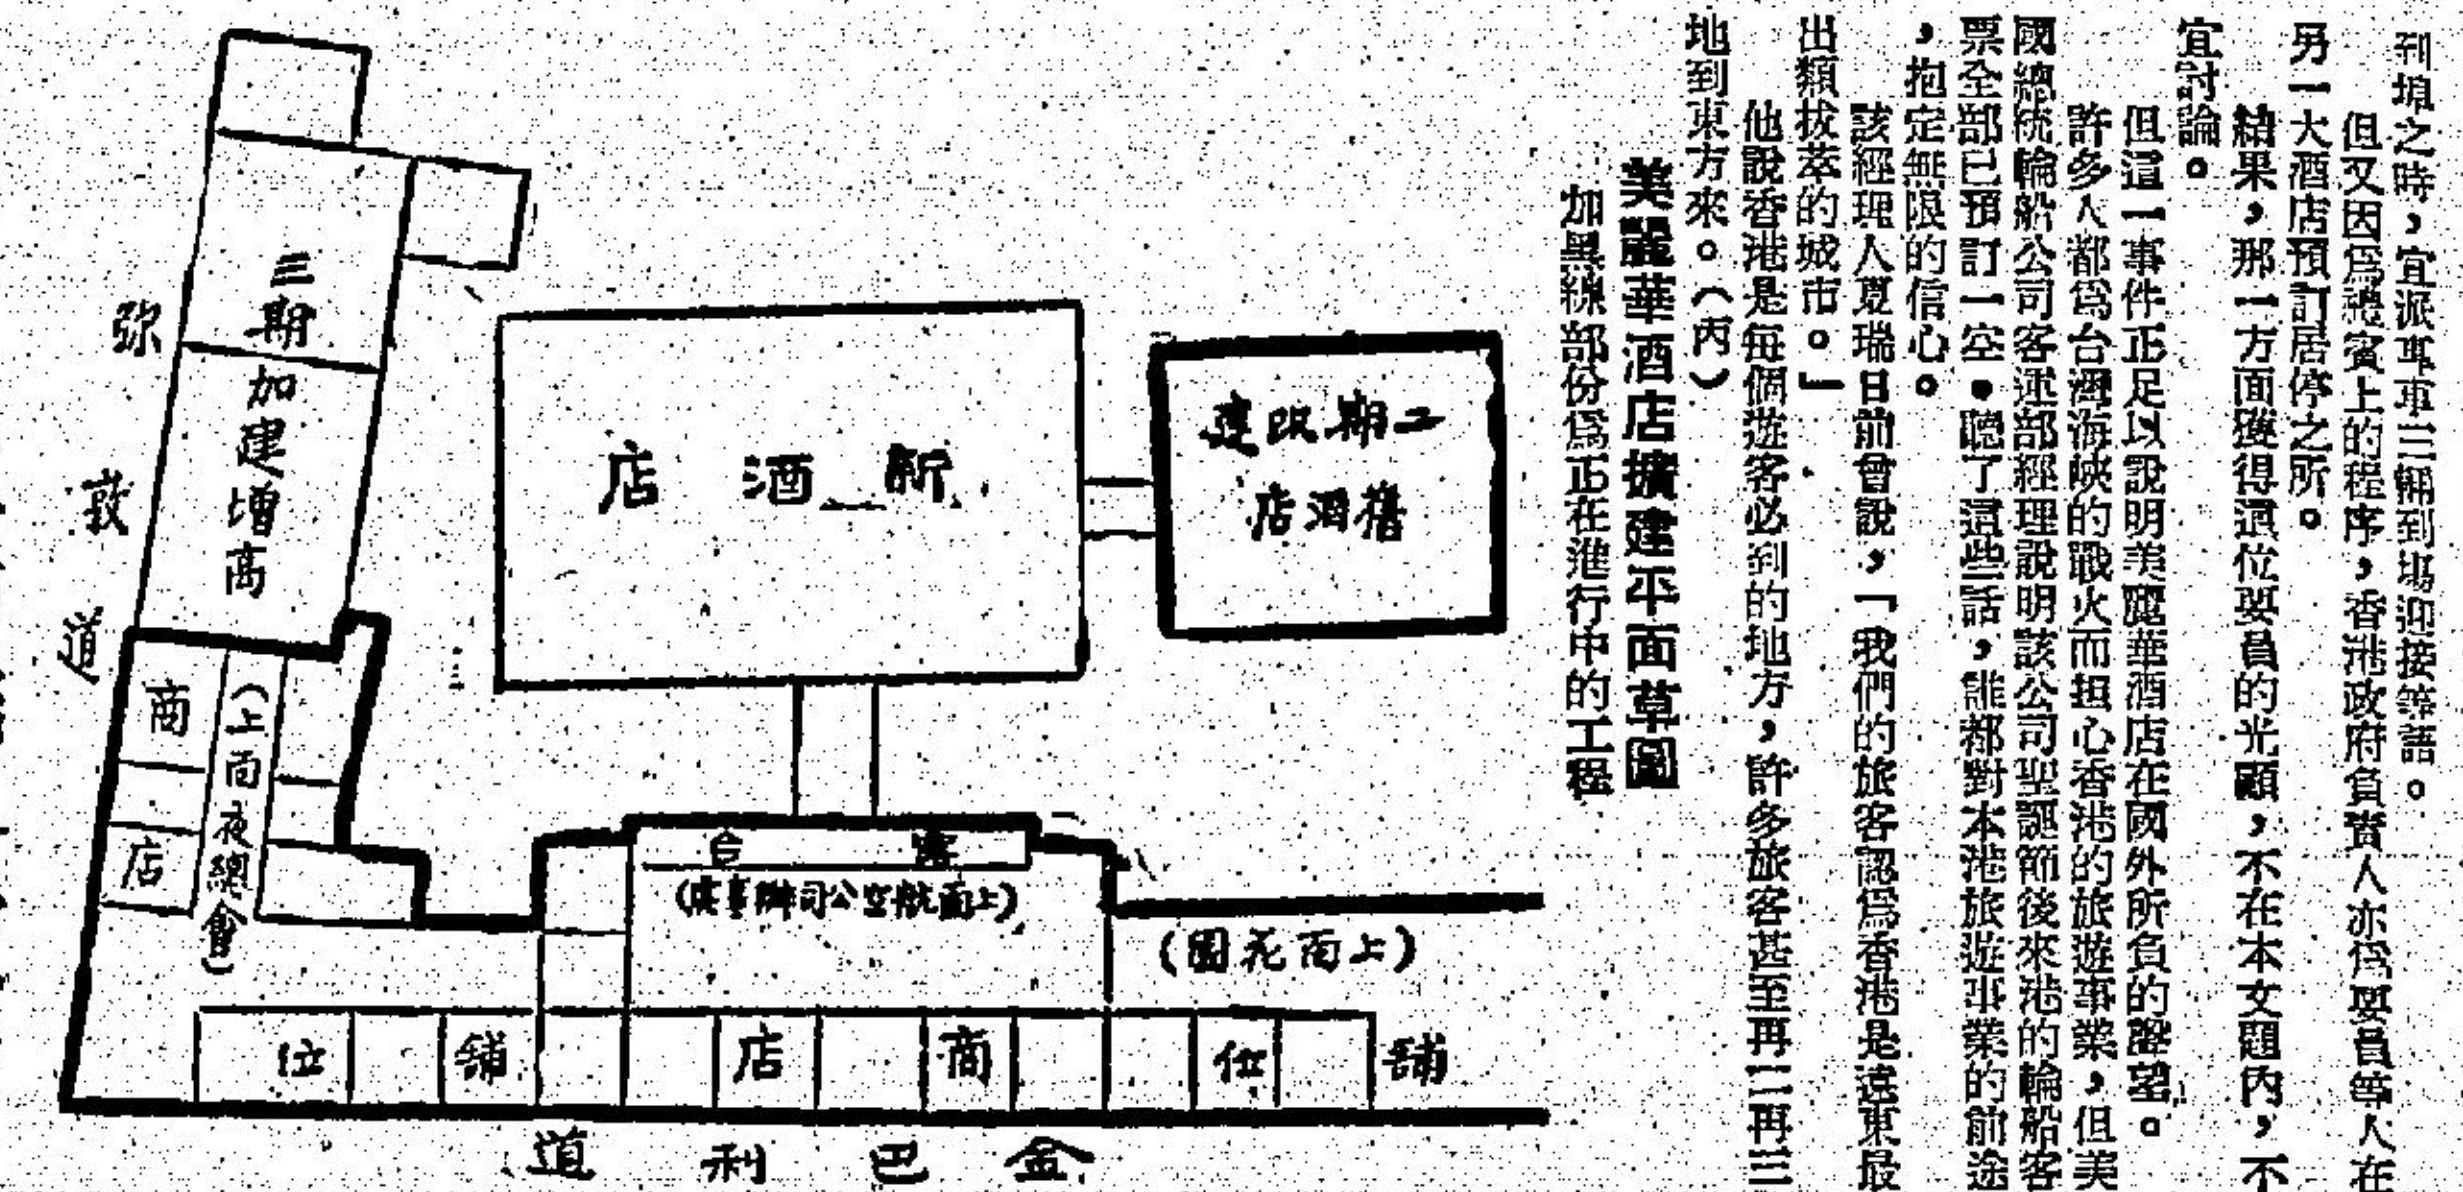 到埠之時，宜派專車三輛到場迎接等語。
但又因為禮賓上的程序，香港政府負責人亦為要員等人在
另一大酒店預訂居停之所。
結果，那一方面獲得這位要員的光顧，不在本文題內，不
宜討論。
但這一事件正足以說明美麗華酒店在國外所負的聲望。
許多人都為台灣海峽的戰火而担心香港的旅遊事業，但美
國總統輪船公司客運部經理說明該公司聖誕節後來港的輪船客
票全部已預訂一空。聽了這些話，誰都對本港旅遊事業的前途
，抱定無限的信心。
該經理人夏瑞日前曾說，「我們的旅客認為香港是遠東最
出類拔萃的城市。」
他說香港是每個遊客必到的地方，許多旅客甚至再二再三
地到東方來。（丙）
美麗華酒店擴建平面草圖
加黑線部份為正在進行中的工程
二期改建
舊酒店
新酒店
三期加建增高
彌敦道
商店
（上面夜總會）
露台
（上面航空公司辦事處）
（上面花園）
舖位商店舖位
金巴利道